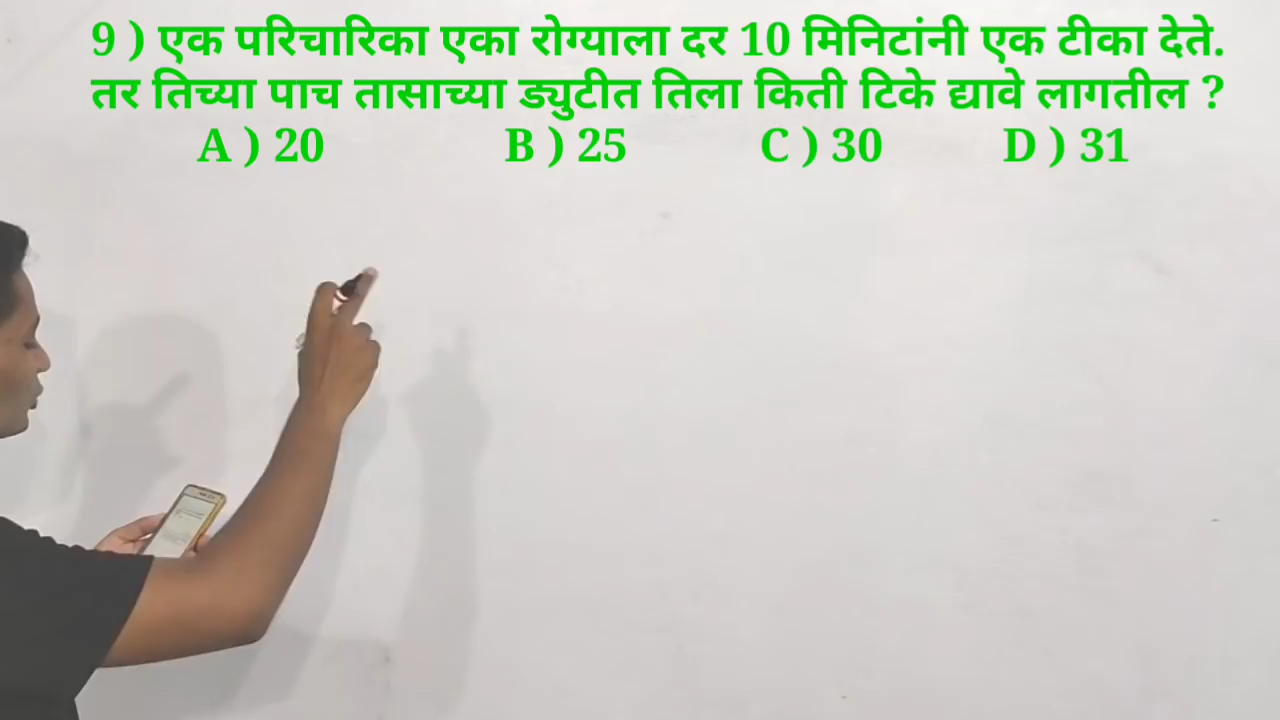 9 ) एक परिचारिका एका रोग्याला दर 10 मिनिटांनी एक टीका देते.
तर तिच्या पाच तासाच्या ड्युटीत तिला किती टिके द्यावे लागतील ?
A ) 20 B ) 25 C ) 30 D ) 31